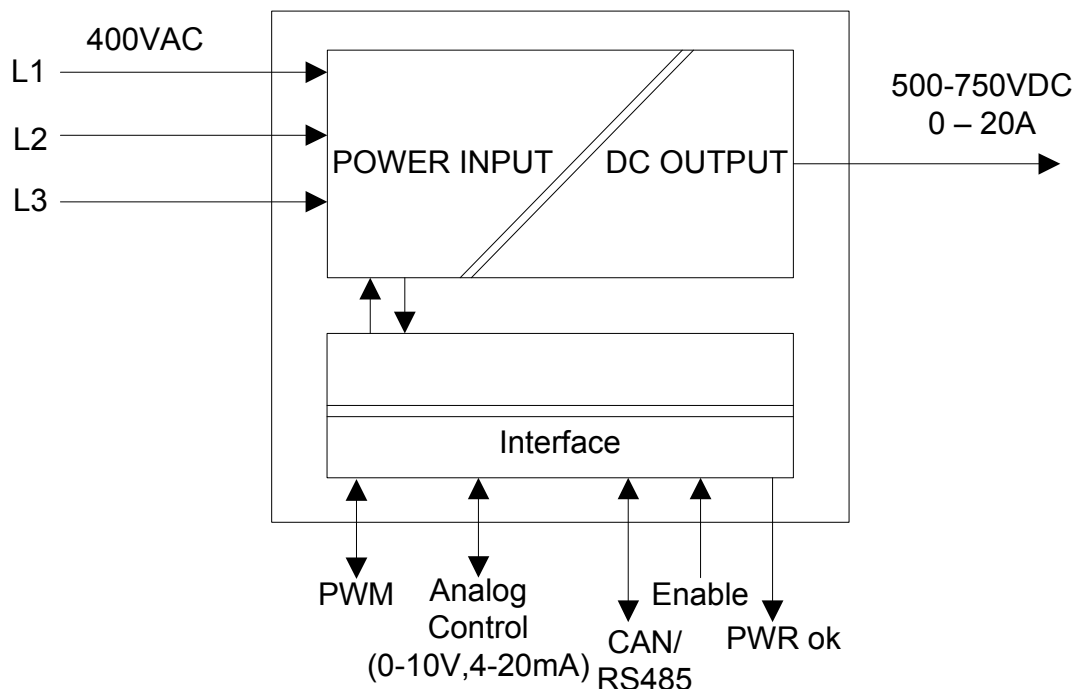 400VAC
L1
L2
L3
POWER INPUT
DC OUTPUT
500-750VDC
0 – 20A
Interface
PWM
Analog
Control
(0-10V,4-20mA)
CAN/
RS485
Enable
PWR ok